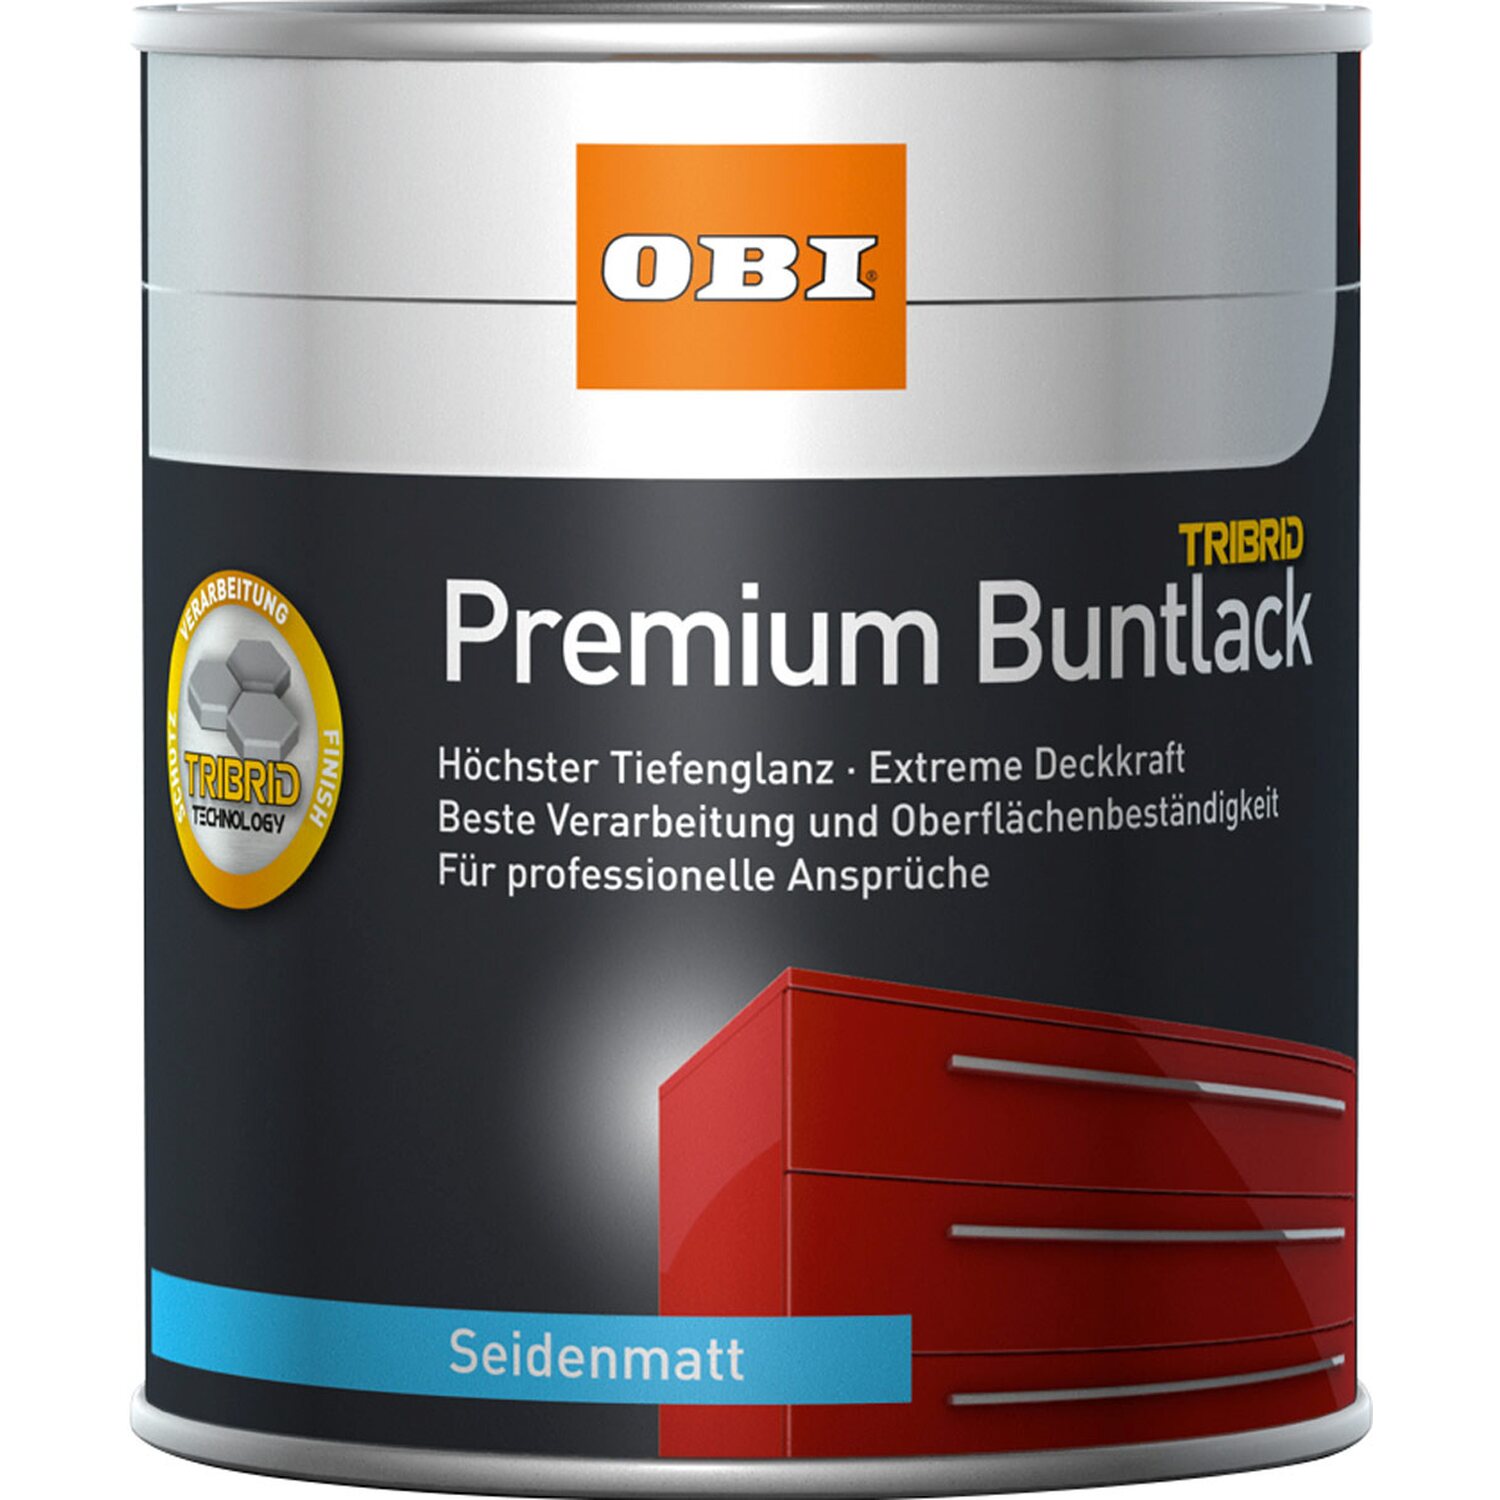 OBI®
TRIBRID
Premium Buntlack
Höchster Tiefenglanz · Extreme Deckkraft
Beste Verarbeitung und Oberflächenbeständigkeit
Für professionelle Ansprüche
VERARBEITUNG
SCHUTZ
FINISH
TRIBRID
TECHNOLOGY
Seidenmatt